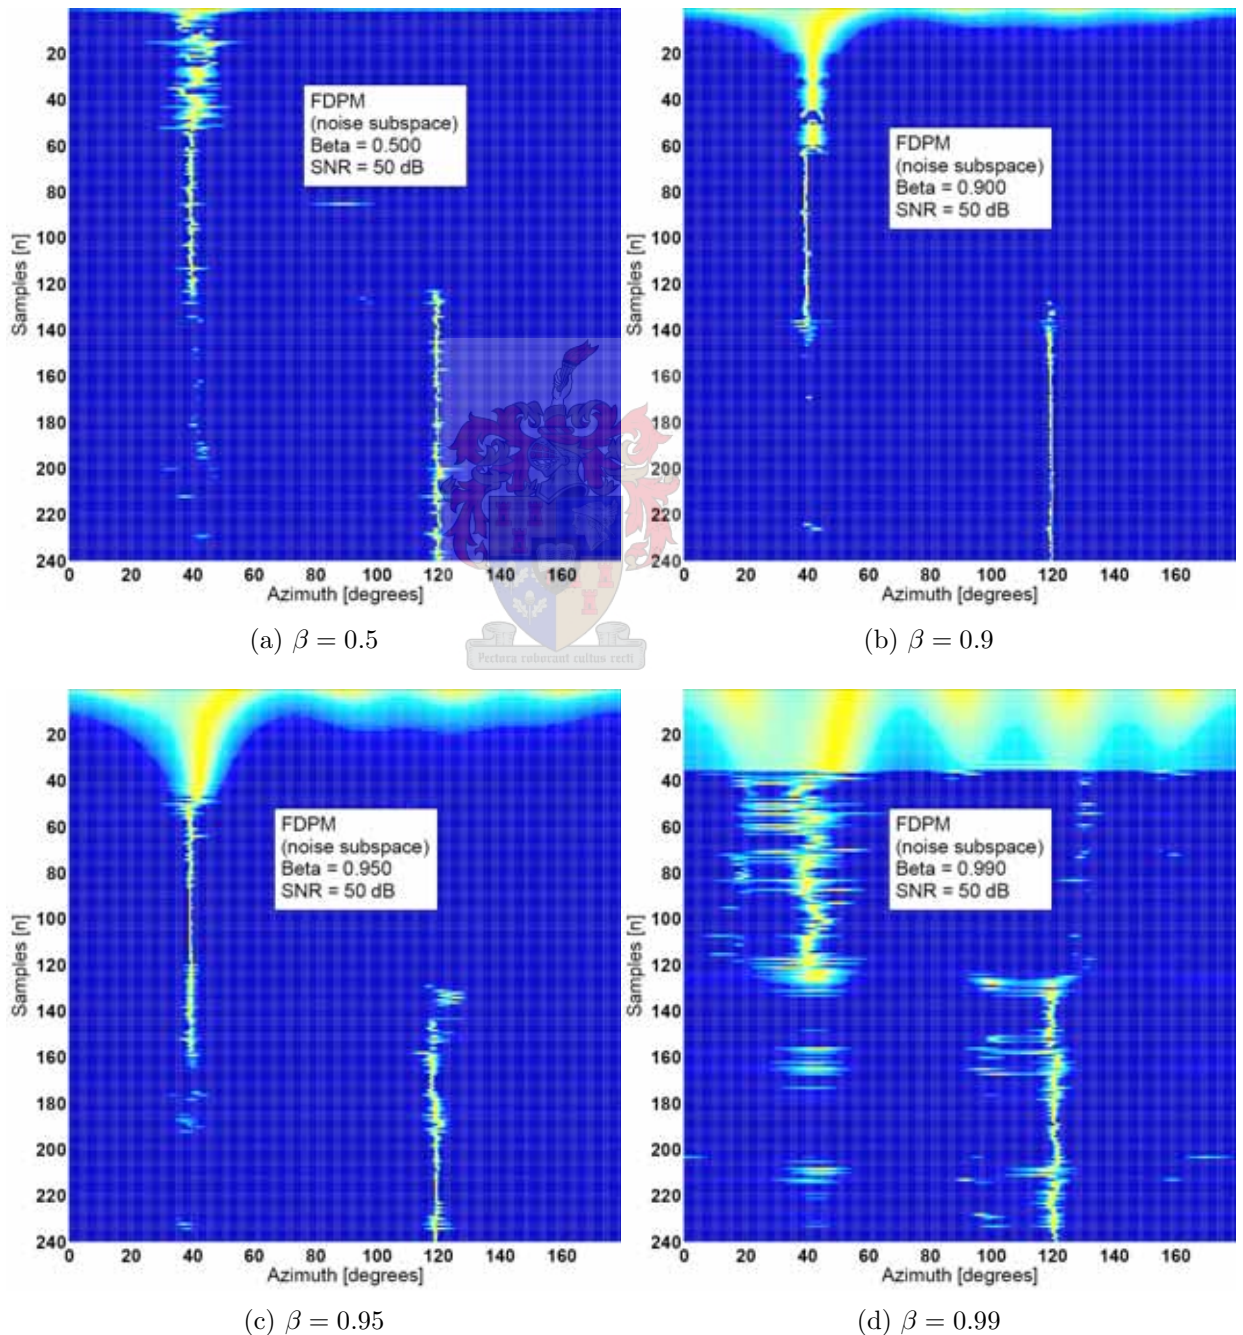 20
40
60
80
100
120
140
160
180
200
220
240
Samples [n]
FDPM
(noise subspace)
Beta = 0.500
SNR = 50 dB
0 20 40 60 80 100 120 140 160
Azimuth [degrees]
(a) β = 0.5
20
40
60
80
100
120
140
160
180
200
220
240
Samples [n]
FDPM
(noise subspace)
Beta = 0.900
SNR = 50 dB
0 20 40 60 80 100 120 140 160
Azimuth [degrees]
(b) β = 0.9
Pectora roborant cultus recti
20
40
60
80
100
120
140
160
180
200
220
240
Samples [n]
FDPM
(noise subspace)
Beta = 0.950
SNR = 50 dB
0 20 40 60 80 100 120 140 160
Azimuth [degrees]
(c) β = 0.95
20
40
60
80
100
120
140
160
180
200
220
240
Samples [n]
FDPM
(noise subspace)
Beta = 0.990
SNR = 50 dB
0 20 40 60 80 100 120 140 160
Azimuth [degrees]
(d) β = 0.99